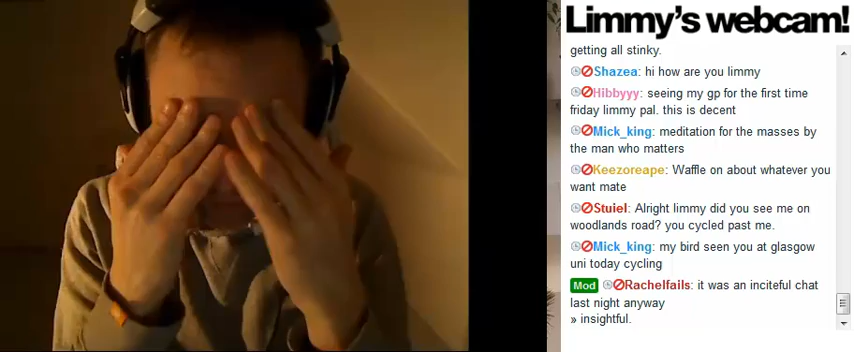 Limmy's webcam!
getting all stinky.
Shazea: hi how are you limmy
Hibbyyy: seeing my gp for the first time
friday limmy pal. this is decent
Mick_king: meditation for the masses by
the man who matters
Keezoreape: Waffle on about whatever you
want mate
Stuiel: Alright limmy did you see me on
woodlands road? you cycled past me.
Mick_king: my bird seen you at glasgow
uni today cycling
Mod Rachelfails: it was an inciteful chat
last night anyway
» insightful.